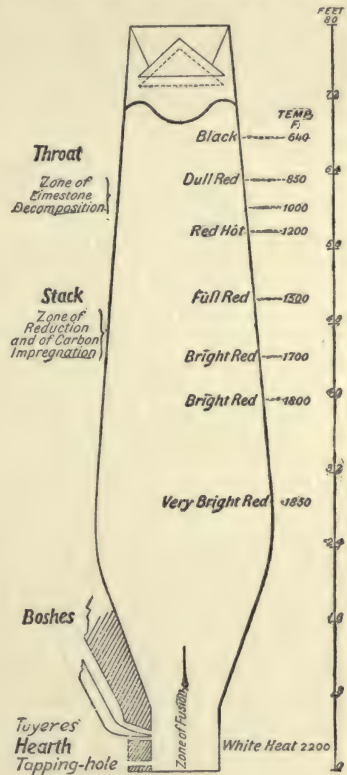 FEET
80
70
TEMP.
F.
Black 640
Throat
Dull Red 850
Zone of
Limestone
Decomposition
1000
Red Hot 1200
Stack
Full Red 1500
Zone of
Reduction
and of Carbon
Impregnation
Bright Red 1700
Bright Red 1800
Very Bright Red 1850
Boshes
Zone of Fusion
Tuyeres
Hearth
White Heat 2200
Tapping-hole